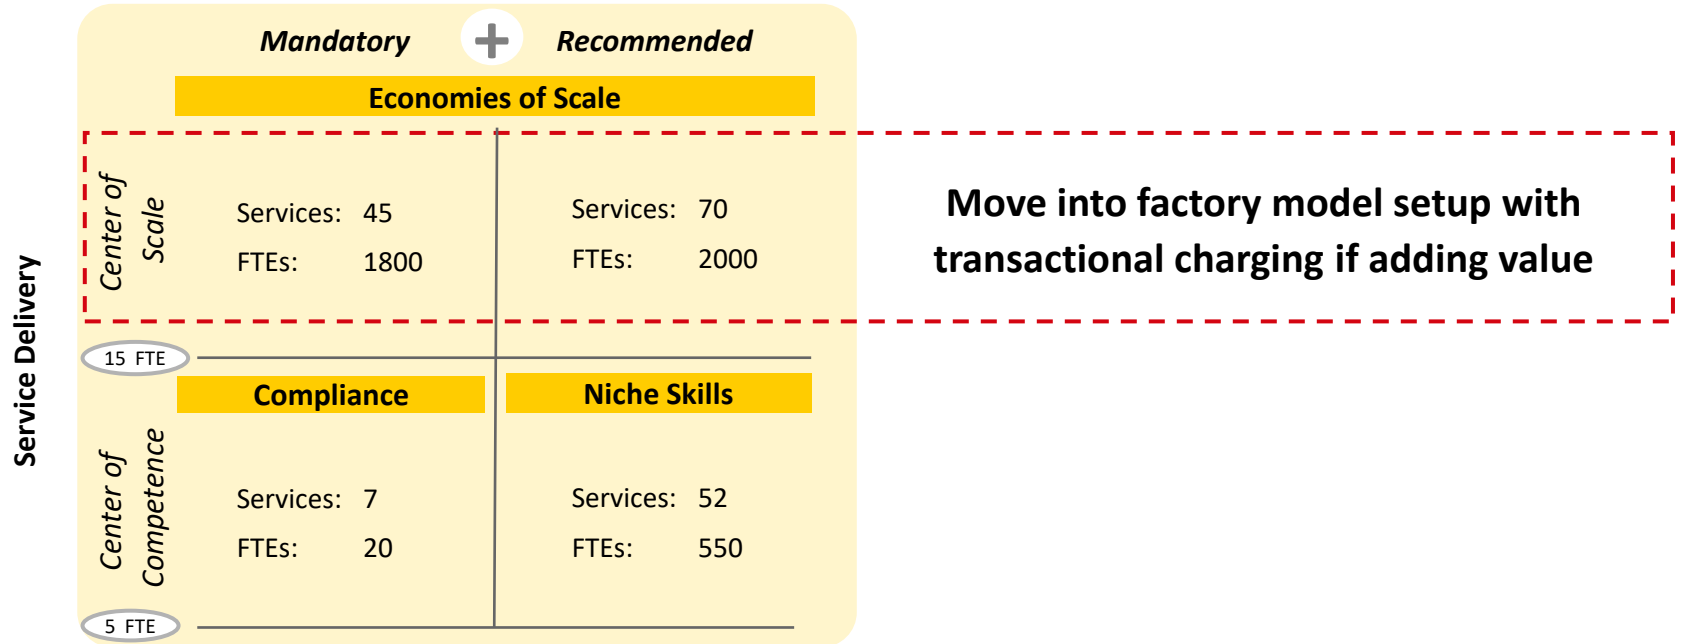 Mandatory + Recommended
Economies of Scale
Service Delivery
Center of
Scale
Services: 45
FTEs: 1800
Services: 70
FTEs: 2000
Move into factory model setup with
transactional charging if adding value
15 FTE
Compliance
Niche Skills
Center of
Competence
Services: 7
FTEs: 20
Services: 52
FTEs: 550
5 FTE